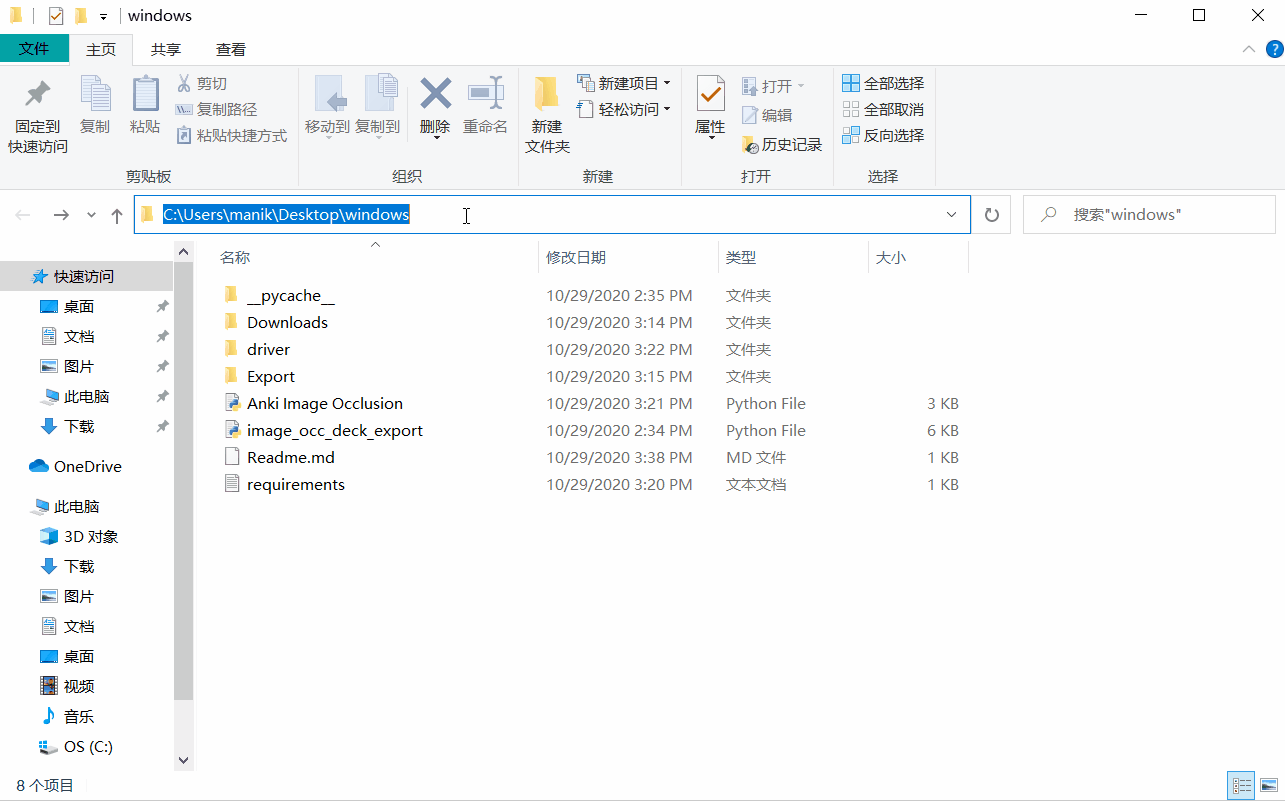 windows
文件 主页 共享 查看
固定到快速访问
复制
粘贴
剪切
复制路径
粘贴快捷方式
剪贴板
移动到
复制到
删除
重命名
组织
新建文件夹
新建项目
轻松访问
新建
属性
打开
编辑
历史记录
打开
全部选择
全部取消
反向选择
选择
C:\Users\manik\Desktop\windows
搜索"windows"
快速访问
桌面
文档
图片
此电脑
下载
OneDrive
此电脑
3D 对象
下载
图片
文档
桌面
视频
音乐
OS (C:)
名称 修改日期 类型 大小
__pycache__ 10/29/2020 2:35 PM 文件夹
Downloads 10/29/2020 3:14 PM 文件夹
driver 10/29/2020 3:22 PM 文件夹
Export 10/29/2020 3:15 PM 文件夹
Anki Image Occlusion 10/29/2020 3:21 PM Python File 3 KB
image_occ_deck_export 10/29/2020 2:34 PM Python File 6 KB
Readme.md 10/29/2020 3:38 PM MD 文件 1 KB
requirements 10/29/2020 3:20 PM 文本文档 1 KB
8 个项目